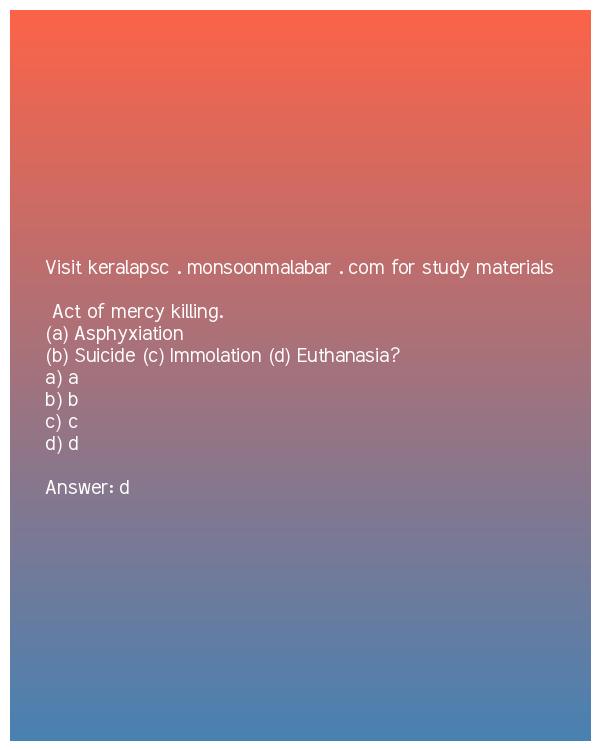 Visit keralapsc . monsoonmalabar . com for study materials
Act of mercy killing.
(a) Asphyxiation
(b) Suicide (c) Immolation (d) Euthanasia?
a) a
b) b
c) c
d) d
Answer: d